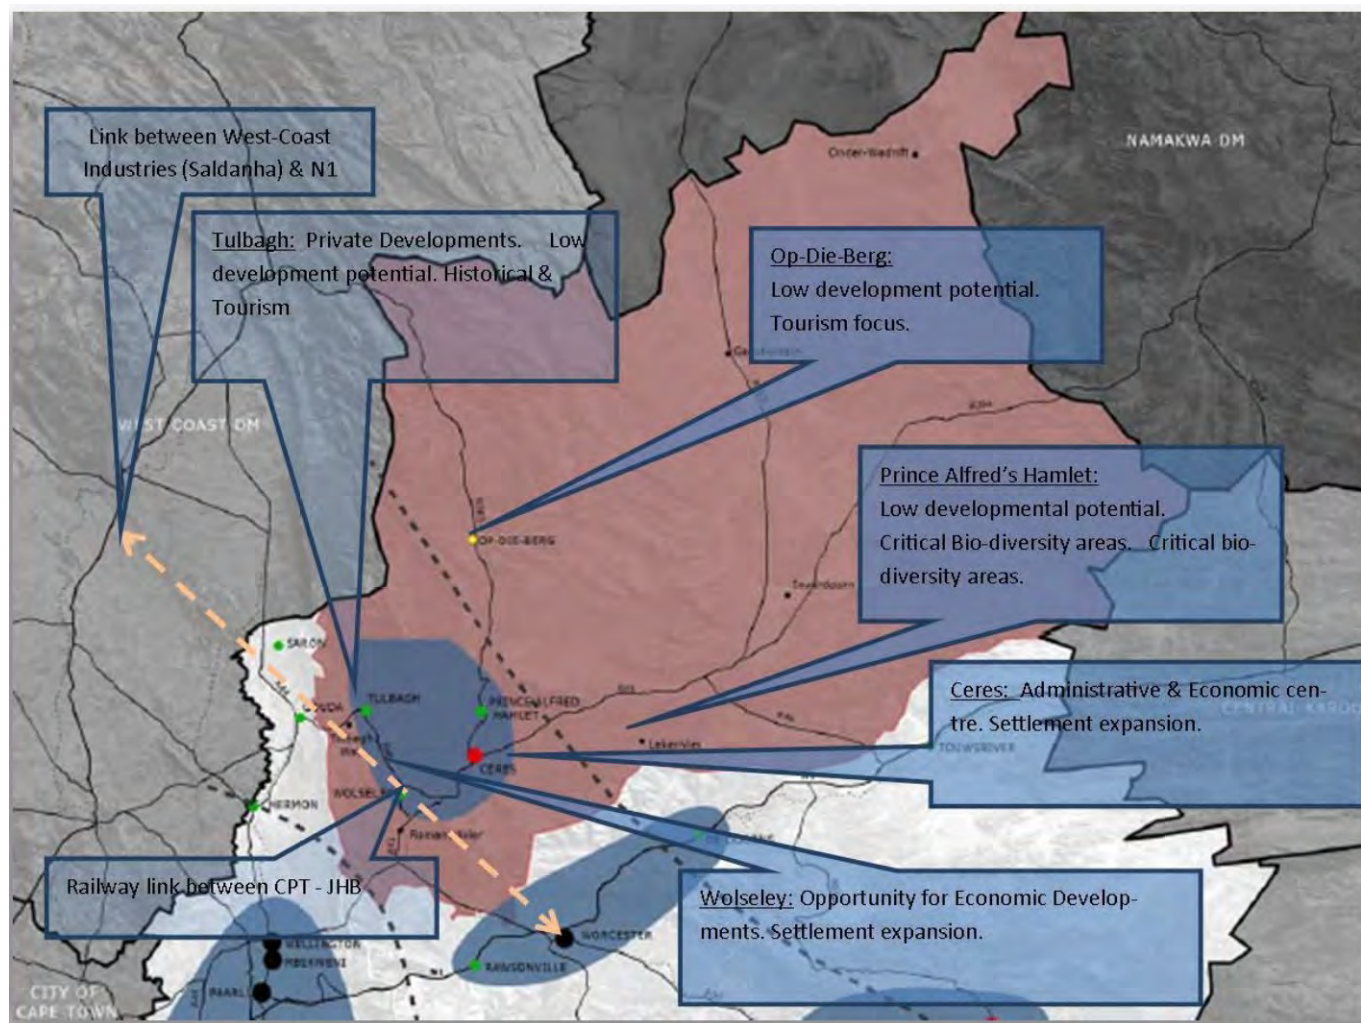 Link between West-Coast
Industries (Saldanha) & N1
Tulbagh: Private Developments. Low
development potential. Historical &
Tourism
Op-Die-Berg:
Low development potential.
Tourism focus.
Prince Alfred's Hamlet:
Low developmental potential.
Critical Bio-diversity areas. Critical bio-
diversity areas.
Ceres: Administrative & Economic cen-
tre. Settlement expansion.
Wolseley: Opportunity for Economic Develop-
ments. Settlement expansion.
Railway link between CPT - JHB
NAMAKWA DM
WEST COAST DM
CITY OF
CAPE TOWN
OP-DIE-BERG
SARON
TULBAGH
PRINCE ALFRED
HAMLET
CERES
HERMON
WELLINGTON
MBEKWENI
PAARL
WORCESTER
RAWSONVILLE
TOUWSRIVER
N1